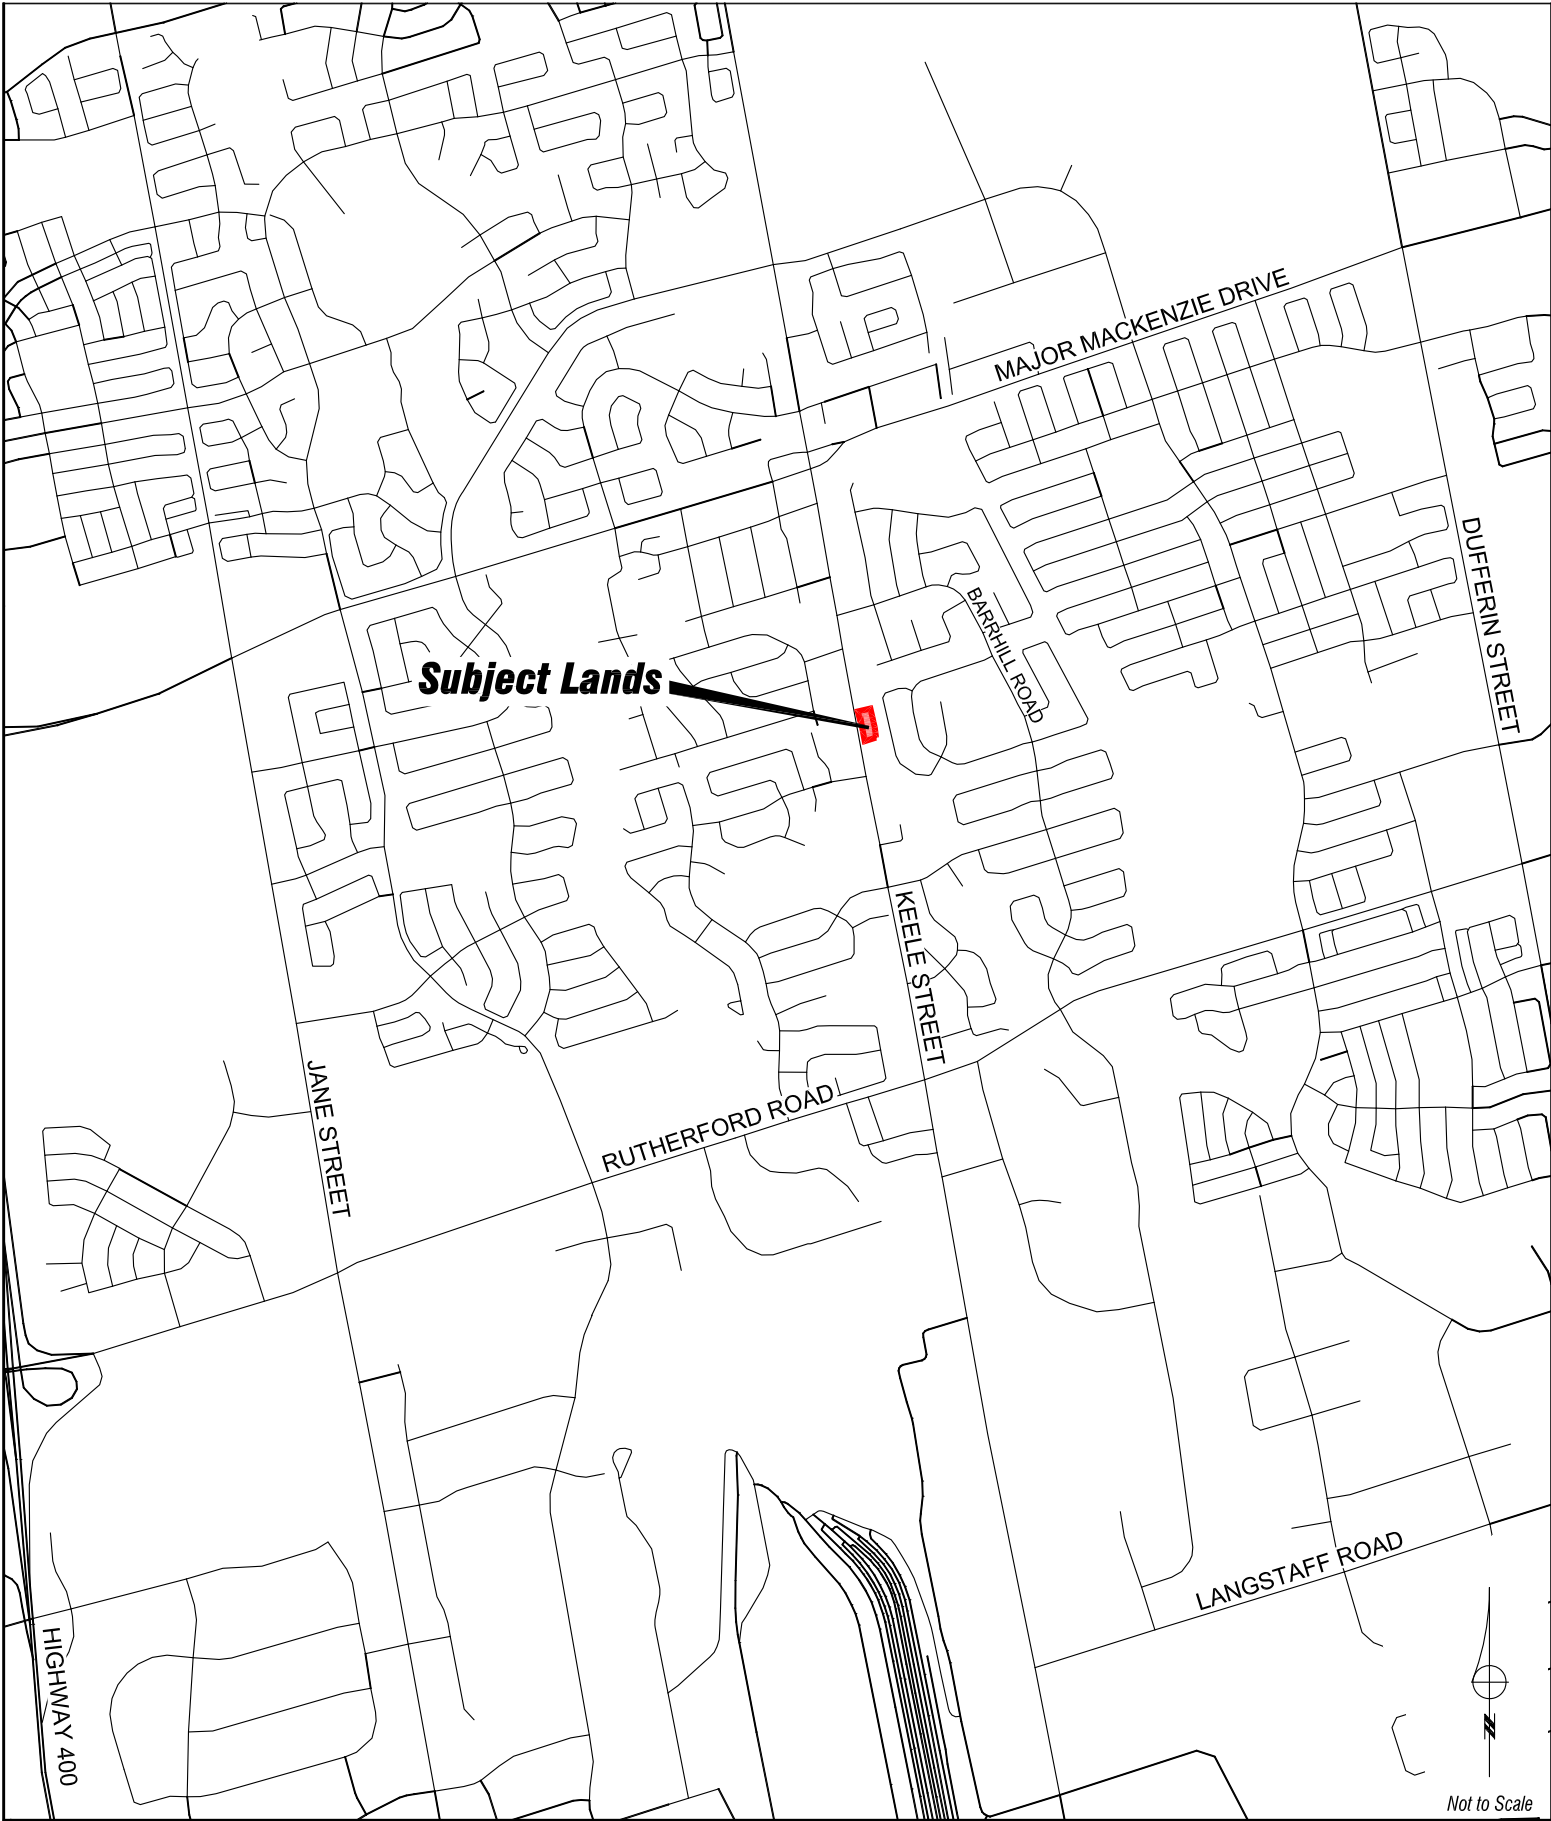 MAJOR MACKENZIE DRIVE
DUFFERIN STREET
BARRHILL ROAD
Subject Lands
KEELE STREET
JANE STREET
RUTHERFORD ROAD
LANGSTAFF ROAD
HIGHWAY 400
N
Not to Scale